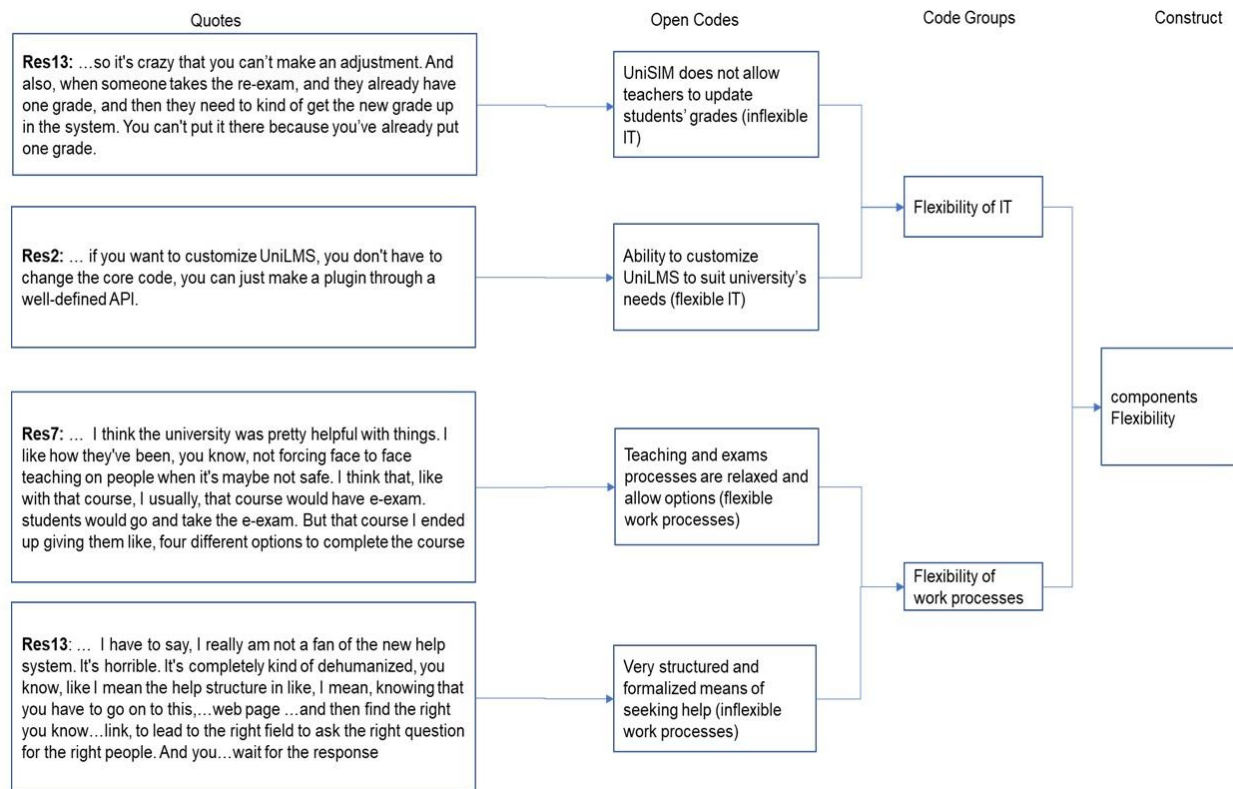 Quotes
Open Codes
Code Groups
Construct
Res13: …so it's crazy that you can’t make an adjustment. And
also, when someone takes the re-exam, and they already have
one grade, and then they need to kind of get the new grade up
in the system. You can't put it there because you’ve already put
one grade.
UniSIM does not allow
teachers to update
students’ grades (inflexible
IT)
Flexibility of IT
Res2: … if you want to customize UniLMS, you don't have to
change the core code, you can just make a plugin through a
well-defined API.
Ability to customize
UniLMS to suit university’s
needs (flexible IT)
components
Flexibility
Res7: … I think the university was pretty helpful with things. I
like how they've been, you know, not forcing face to face
teaching on people when it's maybe not safe. I think that, like
with that course, I usually, that course would have e-exam.
students would go and take the e-exam. But that course I ended
up giving them like, four different options to complete the course
Teaching and exams
processes are relaxed and
allow options (flexible
work processes)
Flexibility of
work processes
Res13: … I have to say, I really am not a fan of the new help
system. It's horrible. It's completely kind of dehumanized, you
know, like I mean the help structure in like, I mean, knowing that
you have to go on to this,…web page …and then find the right
you know…link, to lead to the right field to ask the right question
for the right people. And you…wait for the response
Very structured and
formalized means of
seeking help (inflexible
work processes)